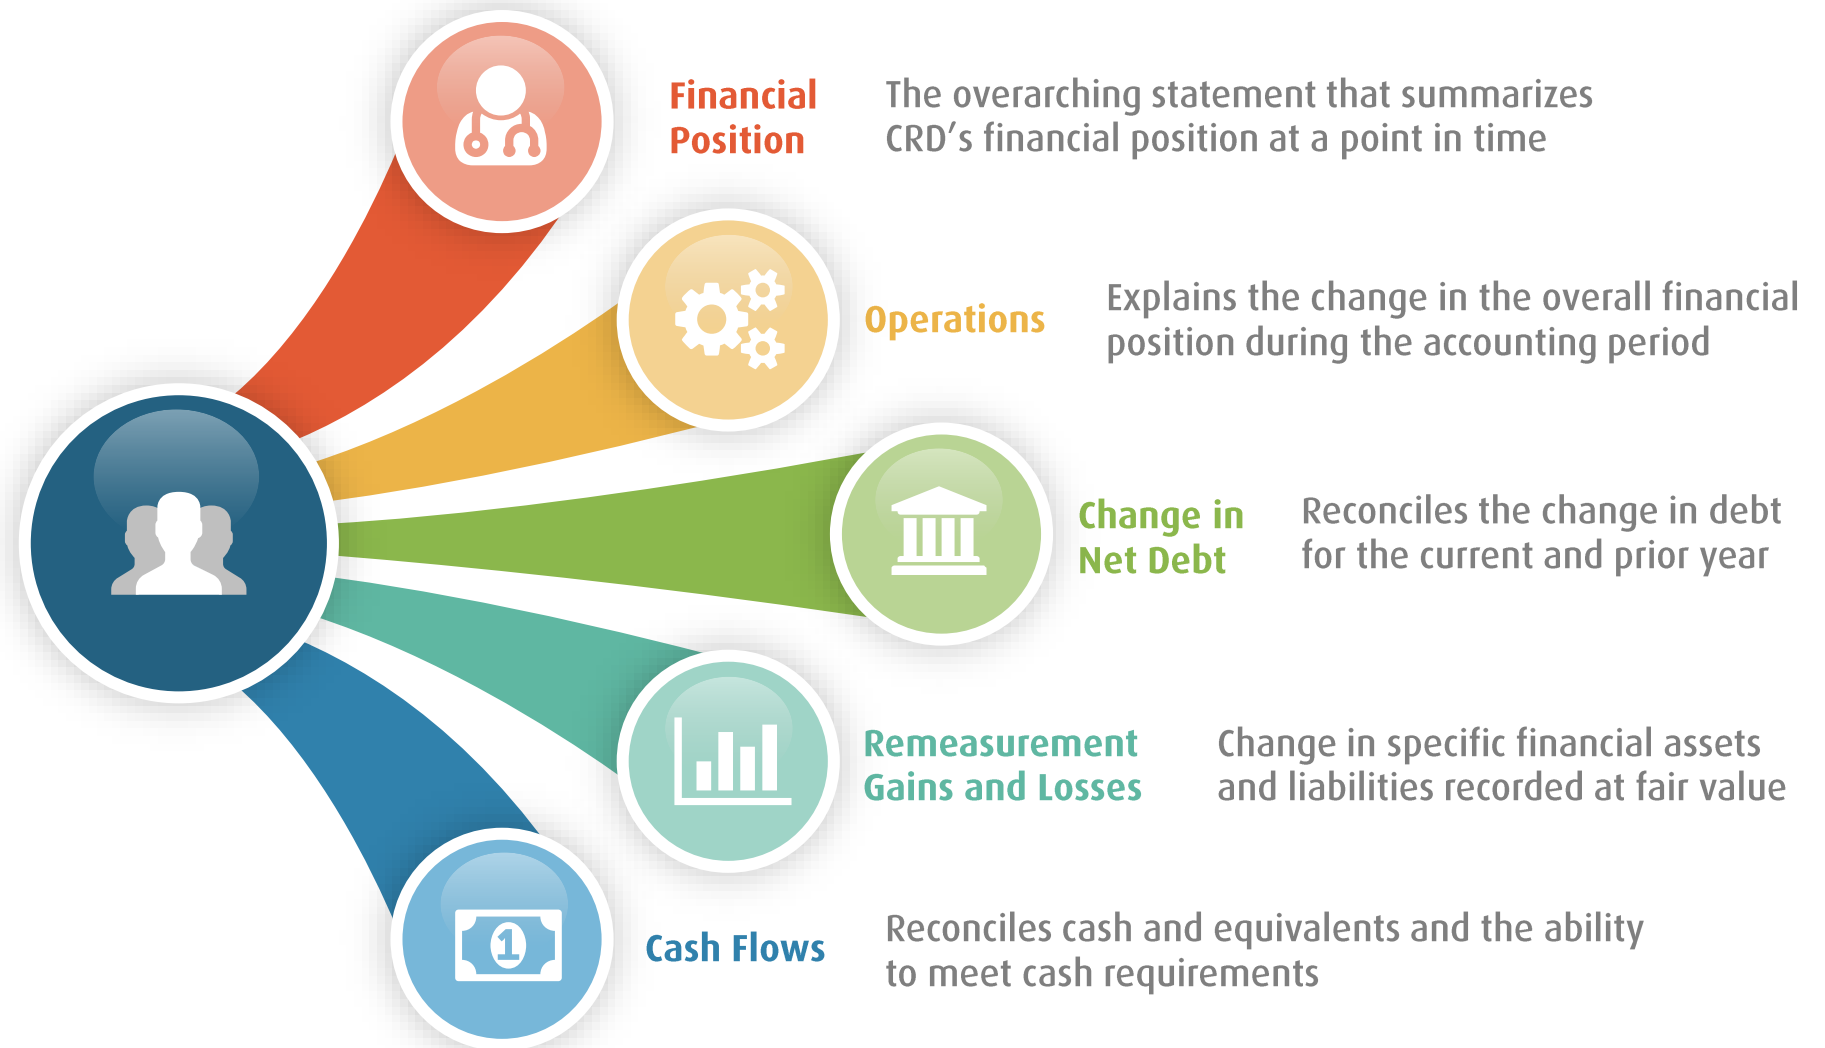 Financial
Position
The overarching statement that summarizes
CRD's financial position at a point in time
Operations
Explains the change in the overall financial
position during the accounting period
Change in
Net Debt
Reconciles the change in debt
for the current and prior year
Remeasurement
Gains and Losses
Change in specific financial assets
and liabilities recorded at fair value
1
Cash Flows
Reconciles cash and equivalents and the ability
to meet cash requirements